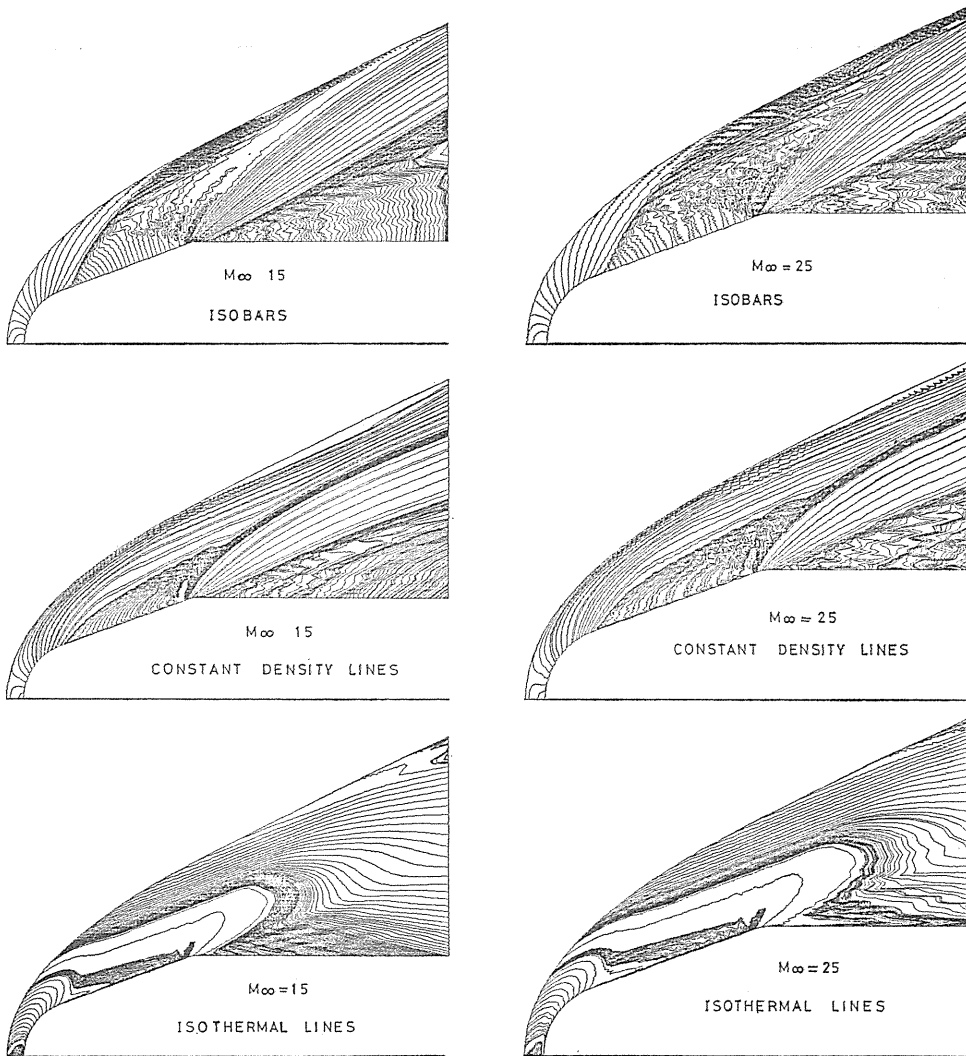 M∞ 15
ISOBARS
M∞ = 25
ISOBARS
M∞ 15
CONSTANT DENSITY LINES
M∞ = 25
CONSTANT DENSITY LINES
M∞ = 15
ISOTHERMAL LINES
M∞ = 25
ISOTHERMAL LINES